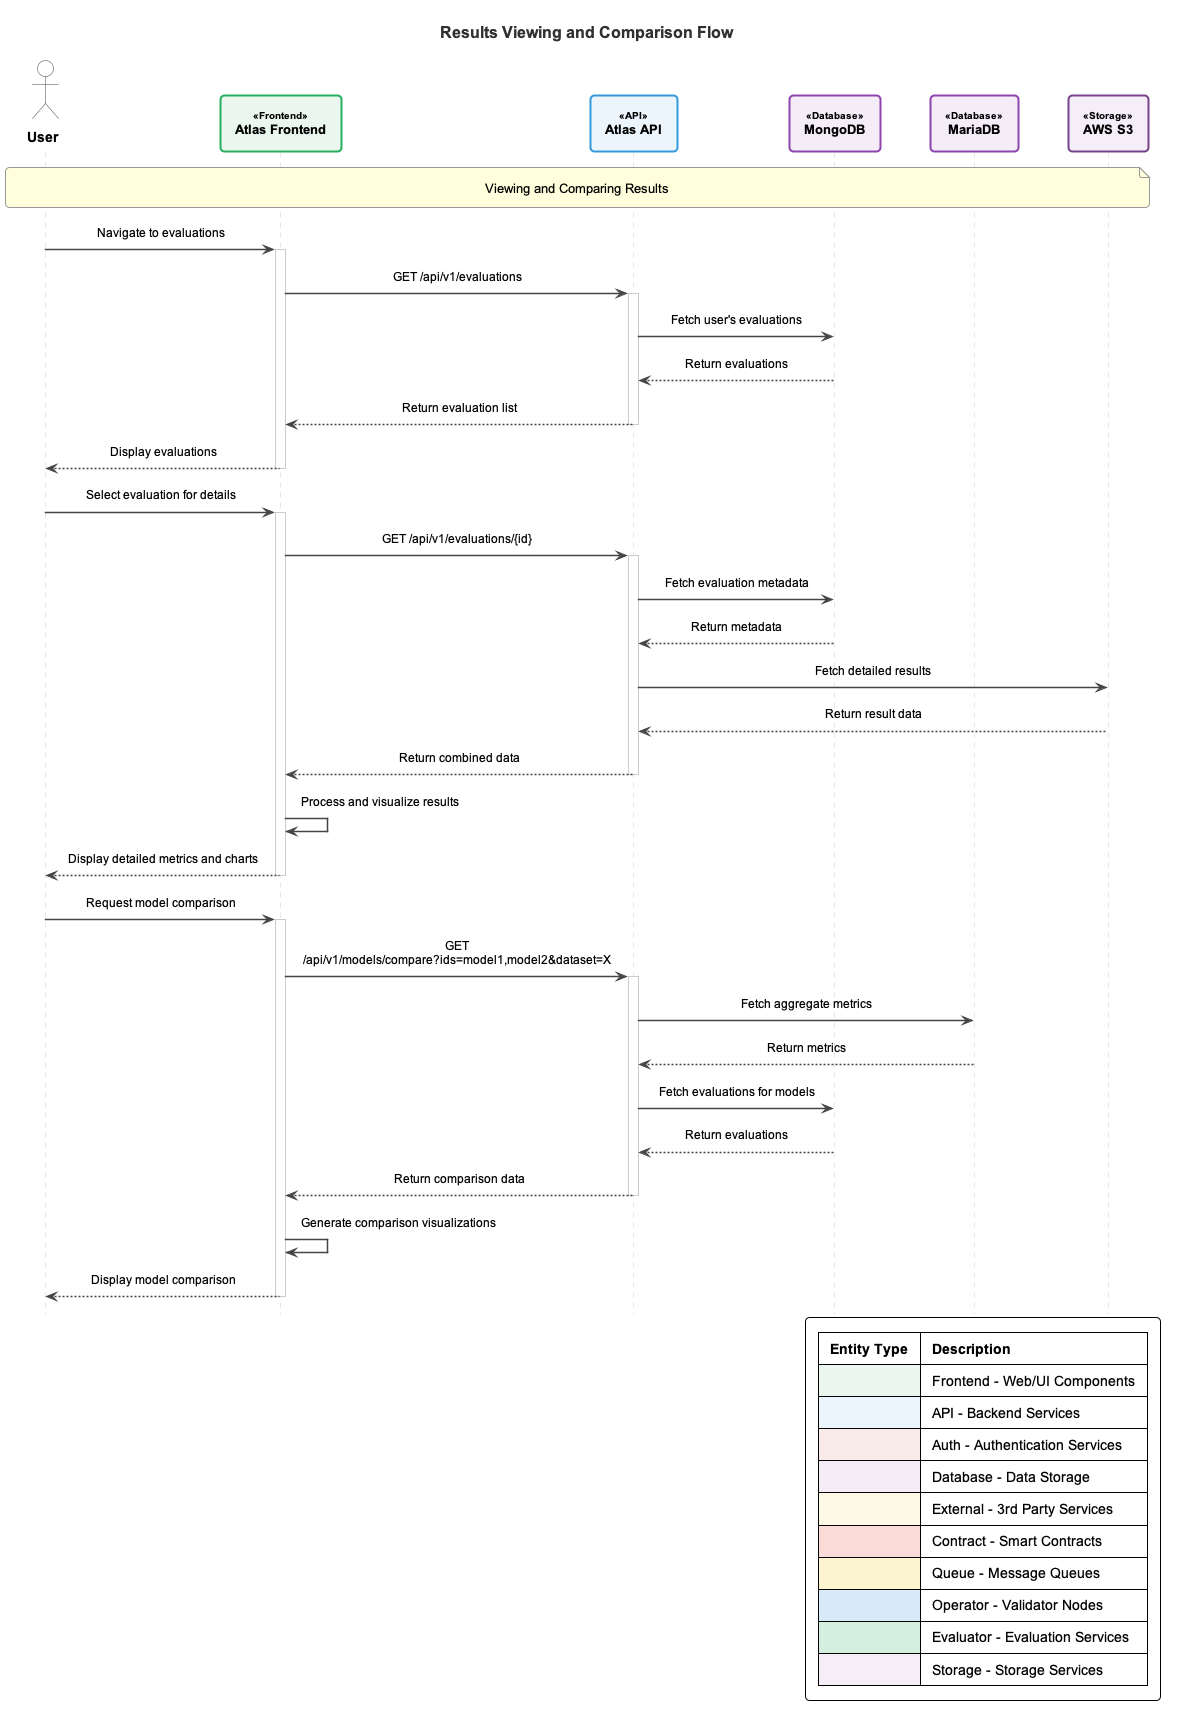 Results Viewing and Comparison Flow
User
«Frontend»
Atlas Frontend
«API»
Atlas API
«Database»
MongoDB
«Database»
MariaDB
«Storage»
AWS S3
Viewing and Comparing Results
Navigate to evaluations
GET /api/v1/evaluations
Fetch user's evaluations
Return evaluations
Return evaluation list
Display evaluations
Select evaluation for details
GET /api/v1/evaluations/{id}
Fetch evaluation metadata
Return metadata
Fetch detailed results
Return result data
Return combined data
Process and visualize results
Display detailed metrics and charts
Request model comparison
GET
/api/v1/models/compare?ids=model1,model2&dataset=X
Fetch aggregate metrics
Return metrics
Fetch evaluations for models
Return evaluations
Return comparison data
Generate comparison visualizations
Display model comparison
Entity Type Description
Frontend - Web/UI Components
API - Backend Services
Auth - Authentication Services
Database - Data Storage
External - 3rd Party Services
Contract - Smart Contracts
Queue - Message Queues
Operator - Validator Nodes
Evaluator - Evaluation Services
Storage - Storage Services